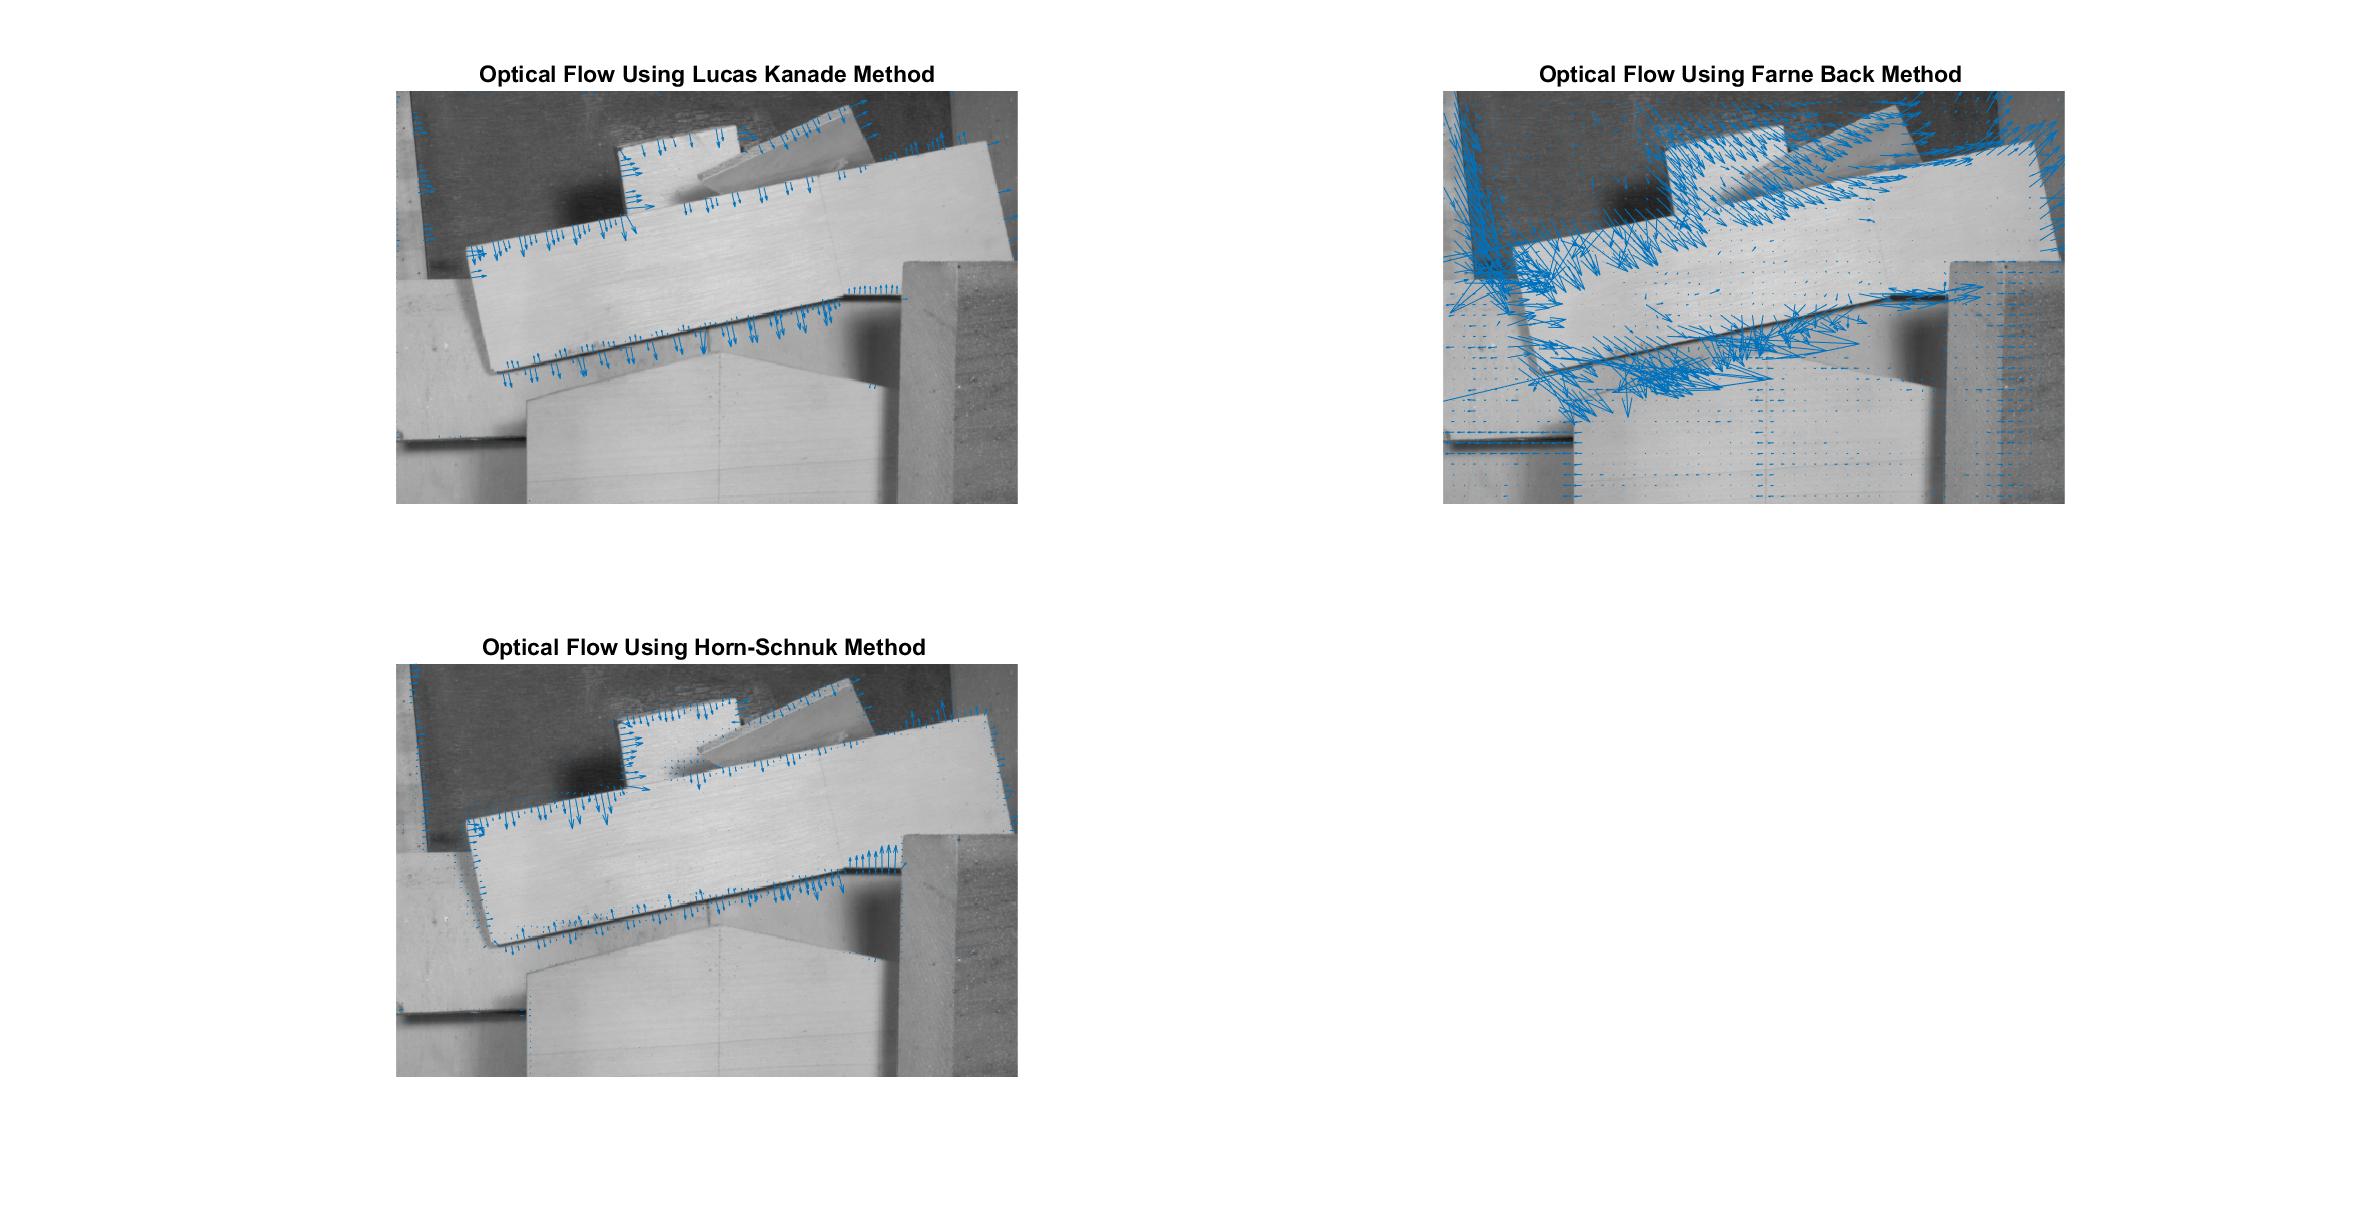 Optical Flow Using Lucas Kanade Method
Optical Flow Using Farne Back Method
Optical Flow Using Horn-Schnuk Method